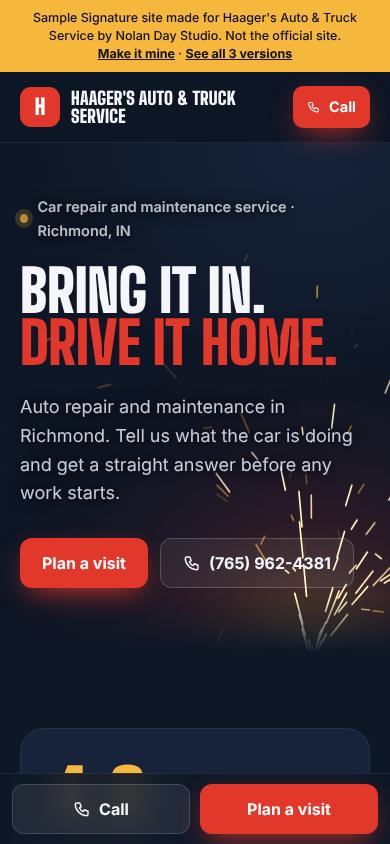 Sample Signature site made for Haager's Auto & Truck
Service by Nolan Day Studio. Not the official site.
Make it mine · See all 3 versions
H
HAAGER'S AUTO & TRUCK
SERVICE
Call
Car repair and maintenance service ·
Richmond, IN
BRING IT IN.
DRIVE IT HOME.
Auto repair and maintenance in
Richmond. Tell us what the car is doing
and get a straight answer before any
work starts.
Plan a visit
(765) 962-4381
Call
Plan a visit